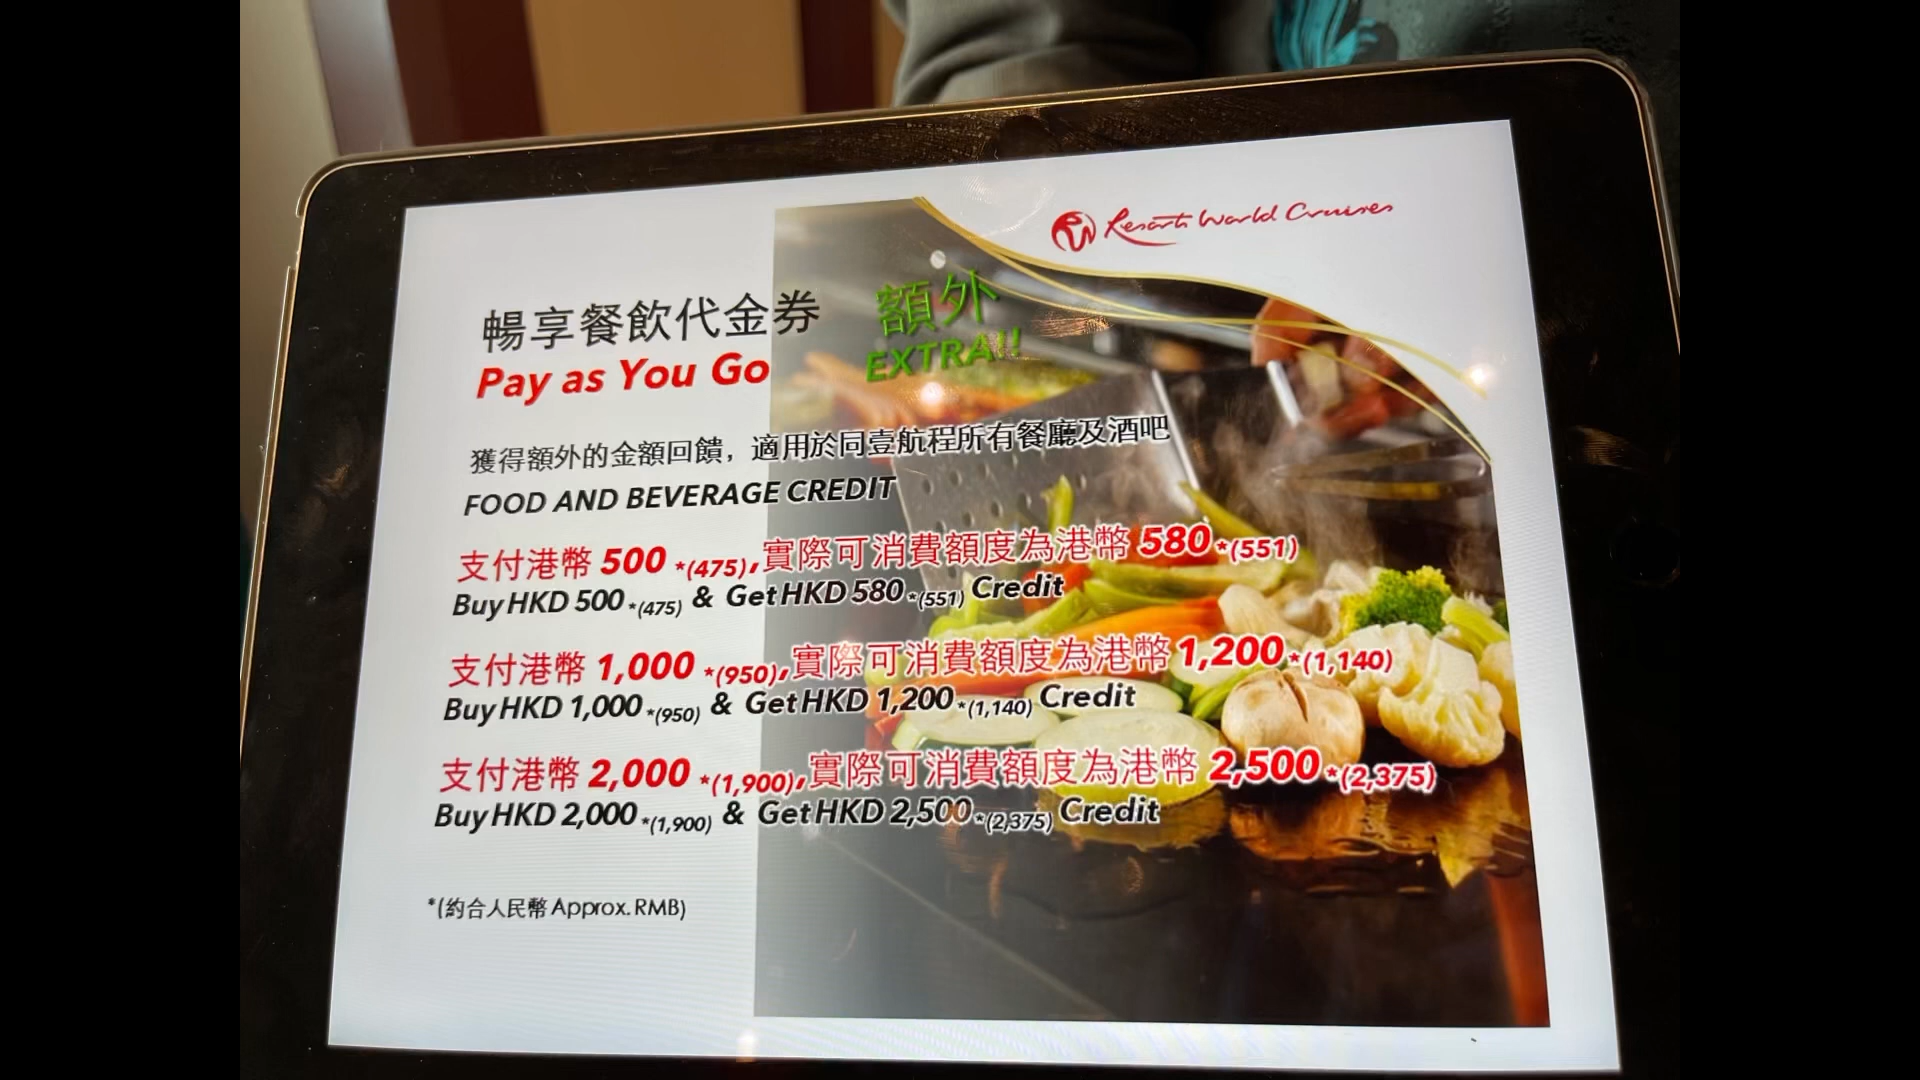 Resorts World Cruises
暢享餐飲代金券
Pay as You Go
額外
EXTRA!!
獲得額外的金額回饋，適用於同壹航程所有餐廳及酒吧
FOOD AND BEVERAGE CREDIT
支付港幣 500 *(475),實際可消費額度為港幣 580 *(551)
Buy HKD 500 *(475) & Get HKD 580 *(551) Credit
支付港幣 1,000 *(950),實際可消費額度為港幣 1,200 *(1,140)
Buy HKD 1,000 *(950) & Get HKD 1,200 *(1,140) Credit
支付港幣 2,000 *(1,900),實際可消費額度為港幣 2,500 *(2,375)
Buy HKD 2,000 *(1,900) & Get HKD 2,500 *(2,375) Credit
*(約合人民幣 Approx. RMB)